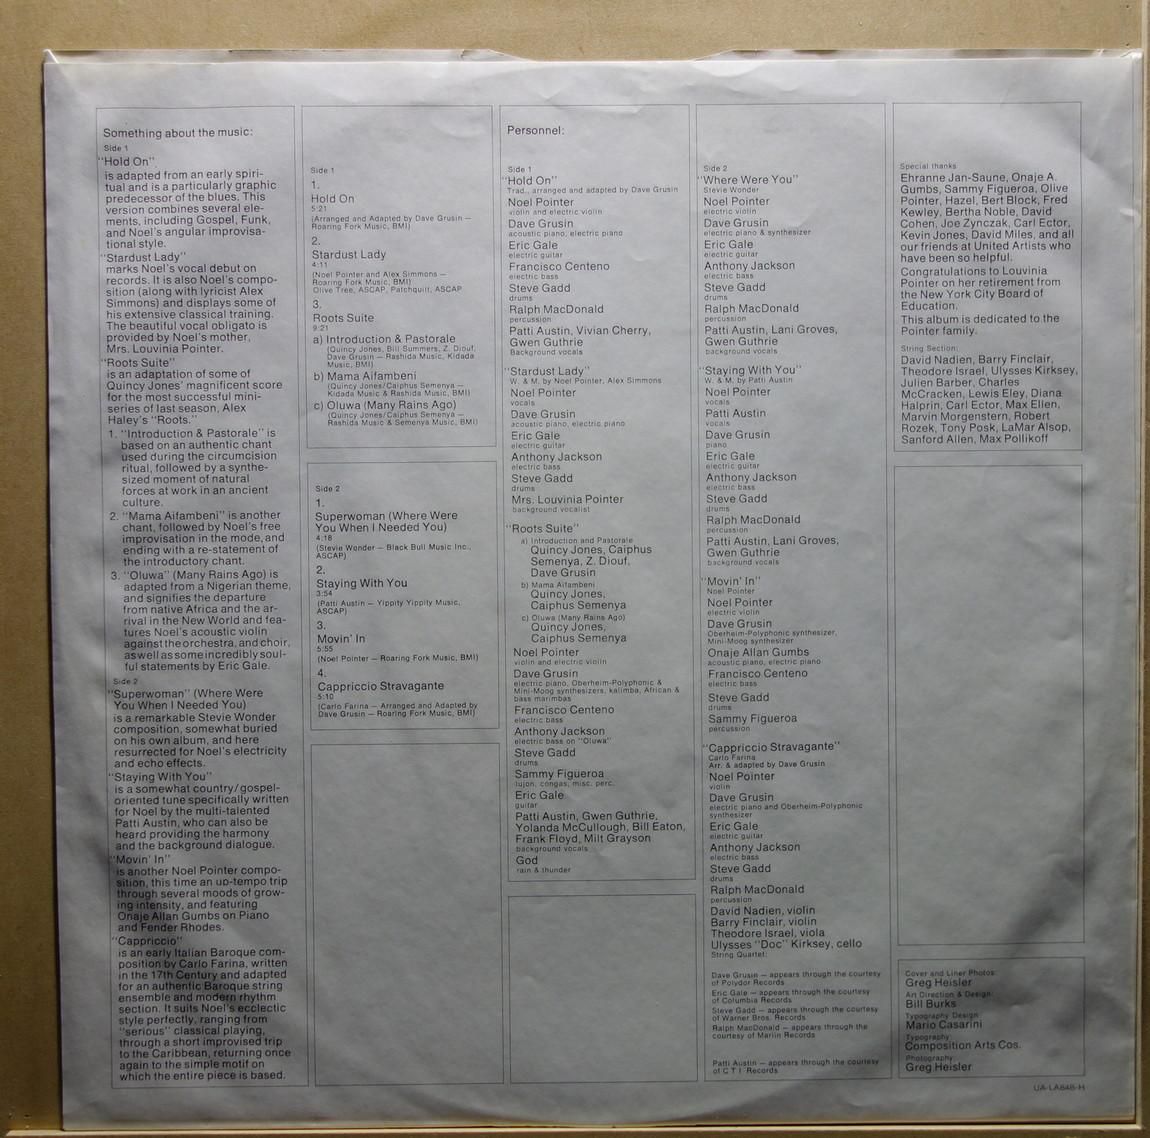 Something about the music:
Side 1
"Hold On"
is adapted from an early spiri-
tual and is a particularly graphic
predecessor of the blues. This
version combines several ele-
ments, including Gospel, Funk,
and Noel's angular improvisa-
tional style.
"Stardust Lady"
marks Noel's vocal debut on
records. It is also Noel's compo-
sition (along with lyricist Alex
Simmons) and displays some of
his extensive classical training.
The beautiful vocal obligato is
provided by Noel's mother,
Mrs. Louvinia Pointer.
"Roots Suite"
is an adaptation of some of
Quincy Jones' magnificent score
for the most successful mini-
series of last season, Alex
Haley's "Roots."
1. "Introduction & Pastorale" is
based on an authentic chant
used during the circumcision
ritual, followed by a synthe-
sized moment of natural
forces at work in an ancient
culture.
2. "Mama Aifambeni" is another
chant, followed by Noel's free
improvisation in the mode, and
ending with a re-statement of
the introductory chant.
3. "Oluwa" (Many Rains Ago) is
adapted from a Nigerian theme,
and signifies the departure
from native Africa and the ar-
rival in the New World and fea-
tures Noel's acoustic violin
against the orchestra, and choir,
as well as some incredibly soul-
ful statements by Eric Gale.
Side 2
"Superwoman" (Where Were
You When I Needed You)
is a remarkable Stevie Wonder
composition, somewhat buried
on his own album, and here
resurrected for Noel's electricity
and echo effects.
"Staying With You"
is a somewhat country/gospel-
oriented tune specifically written
for Noel by the multi-talented
Patti Austin, who can also be
heard providing the harmony
and the background dialogue.
"Movin' In"
is another Noel Pointer compo-
sition, this time an up-tempo trip
through several moods of grow-
ing intensity, and featuring
Onaje Allan Gumbs on Piano
and Fender Rhodes.
"Cappriccio"
is an early Italian Baroque com-
position by Carlo Farina, written
in the 17th Century and adapted
for an authentic Baroque string
ensemble and modern rhythm
section. It suits Noel's ecclectic
style perfectly, ranging from
"serious" classical playing,
through a short improvised trip
to the Caribbean, returning once
again to the simple motif on
which the entire piece is based.
Side 1
1.
Hold On
5:21
(Arranged and Adapted by Dave Grusin —
Roaring Fork Music, BMI)
2.
Stardust Lady
4:11
(Noel Pointer and Alex Simmons —
Roaring Fork Music, BMI)
Olive Tree, ASCAP, Patchquilt, ASCAP
3.
Roots Suite
9:21
a) Introduction & Pastorale
(Quincy Jones, Bill Summers, Z. Diouf,
Dave Grusin — Rashida Music, Kidada
Music, BMI)
b) Mama Aifambeni
(Quincy Jones/Caiphus Semenya —
Kidada Music & Rashida Music, BMI)
c) Oluwa (Many Rains Ago)
(Quincy Jones/Caiphus Semenya —
Rashida Music & Semenya Music, BMI)
Side 2
1.
Superwoman (Where Were
You When I Needed You)
4:18
(Stevie Wonder — Black Bull Music Inc.,
ASCAP)
2.
Staying With You
3:54
(Patti Austin — Yippity Yippity Music,
ASCAP)
3.
Movin' In
5:55
(Noel Pointer — Roaring Fork Music, BMI)
4.
Cappriccio Stravagante
5:10
(Carlo Farina — Arranged and Adapted by
Dave Grusin — Roaring Fork Music, BMI)
Personnel:
Side 1
"Hold On"
Trad., arranged and adapted by Dave Grusin
Noel Pointer
violin and electric violin
Dave Grusin
acoustic piano, electric piano
Eric Gale
electric guitar
Francisco Centeno
electric bass
Steve Gadd
drums
Ralph MacDonald
percussion
Patti Austin, Vivian Cherry,
Gwen Guthrie
Background vocals
"Stardust Lady"
W. & M. by Noel Pointer, Alex Simmons
Noel Pointer
vocals
Dave Grusin
acoustic piano, electric piano
Eric Gale
electric guitar
Anthony Jackson
electric bass
Steve Gadd
drums
Mrs. Louvinia Pointer
background vocalist
"Roots Suite"
a) Introduction and Pastorale
Quincy Jones, Caiphus
Semenya, Z. Diouf,
Dave Grusin
b) Mama Aifambeni
Quincy Jones,
Caiphus Semenya
c) Oluwa (Many Rains Ago)
Quincy Jones,
Caiphus Semenya
Noel Pointer
violin and electric violin
Dave Grusin
electric piano, Oberheim-Polyphonic &
Mini-Moog synthesizers, kalimba, African &
bass marimbas
Francisco Centeno
electric bass
Anthony Jackson
electric bass on "Oluwa"
Steve Gadd
drums
Sammy Figueroa
lujon, congas, misc. perc.
Eric Gale
guitar
Patti Austin, Gwen Guthrie,
Yolanda McCullough, Bill Eaton,
Frank Floyd, Milt Grayson
background vocals
God
rain & thunder
Side 2
"Where Were You"
Stevie Wonder
Noel Pointer
electric violin
Dave Grusin
electric piano & synthesizer
Eric Gale
electric guitar
Anthony Jackson
electric bass
Steve Gadd
drums
Ralph MacDonald
percussion
Patti Austin, Lani Groves,
Gwen Guthrie
background vocals
"Staying With You"
W. & M. by Patti Austin
Noel Pointer
vocals
Patti Austin
vocals
Dave Grusin
piano
Eric Gale
electric guitar
Anthony Jackson
electric bass
Steve Gadd
drums
Ralph MacDonald
percussion
Patti Austin, Lani Groves,
Gwen Guthrie
background vocals
"Movin' In"
Noel Pointer
Noel Pointer
electric violin
Dave Grusin
Oberheim-Polyphonic synthesizer,
Mini-Moog synthesizer
Onaje Allan Gumbs
acoustic piano, electric piano
Francisco Centeno
electric bass
Steve Gadd
drums
Sammy Figueroa
percussion
"Cappriccio Stravagante"
Carlo Farina
Arr. & adapted by Dave Grusin
Noel Pointer
violin
Dave Grusin
electric piano and Oberheim-Polyphonic
synthesizer
Eric Gale
electric guitar
Anthony Jackson
electric bass
Steve Gadd
drums
Ralph MacDonald
percussion
David Nadien, violin
Barry Finclair, violin
Theodore Israel, viola
Ulysses "Doc" Kirksey, cello
String Quartet:
Dave Grusin — appears through the courtesy
of Polydor Records
Eric Gale — appears through the courtesy
of Columbia Records
Steve Gadd — appears through the courtesy
of Warner Bros. Records
Ralph MacDonald — appears through the
courtesy of Marlin Records
Patti Austin — appears through the courtesy
of C T I Records
Special thanks
Ehranne Jan-Saune, Onaje A.
Gumbs, Sammy Figueroa, Olive
Pointer, Hazel, Bert Block, Fred
Kewley, Bertha Noble, David
Cohen, Joe Zynczak, Carl Ector,
Kevin Jones, David Miles, and all
our friends at United Artists who
have been so helpful.
Congratulations to Louvinia
Pointer on her retirement from
the New York City Board of
Education.
This album is dedicated to the
Pointer family.
String Section:
David Nadien, Barry Finclair,
Theodore Israel, Ulysses Kirksey,
Julien Barber, Charles
McCracken, Lewis Eley, Diana
Halprin, Carl Ector, Max Ellen,
Marvin Morgenstern, Robert
Rozek, Tony Posk, LaMar Alsop,
Sanford Allen, Max Pollikoff
Cover and Liner Photos:
Greg Heisler
Art Direction & Design:
Bill Burks
Typography Design
Mario Casarini
Typography
Composition Arts Cos.
Photography:
Greg Heisler
UA-LA848-H